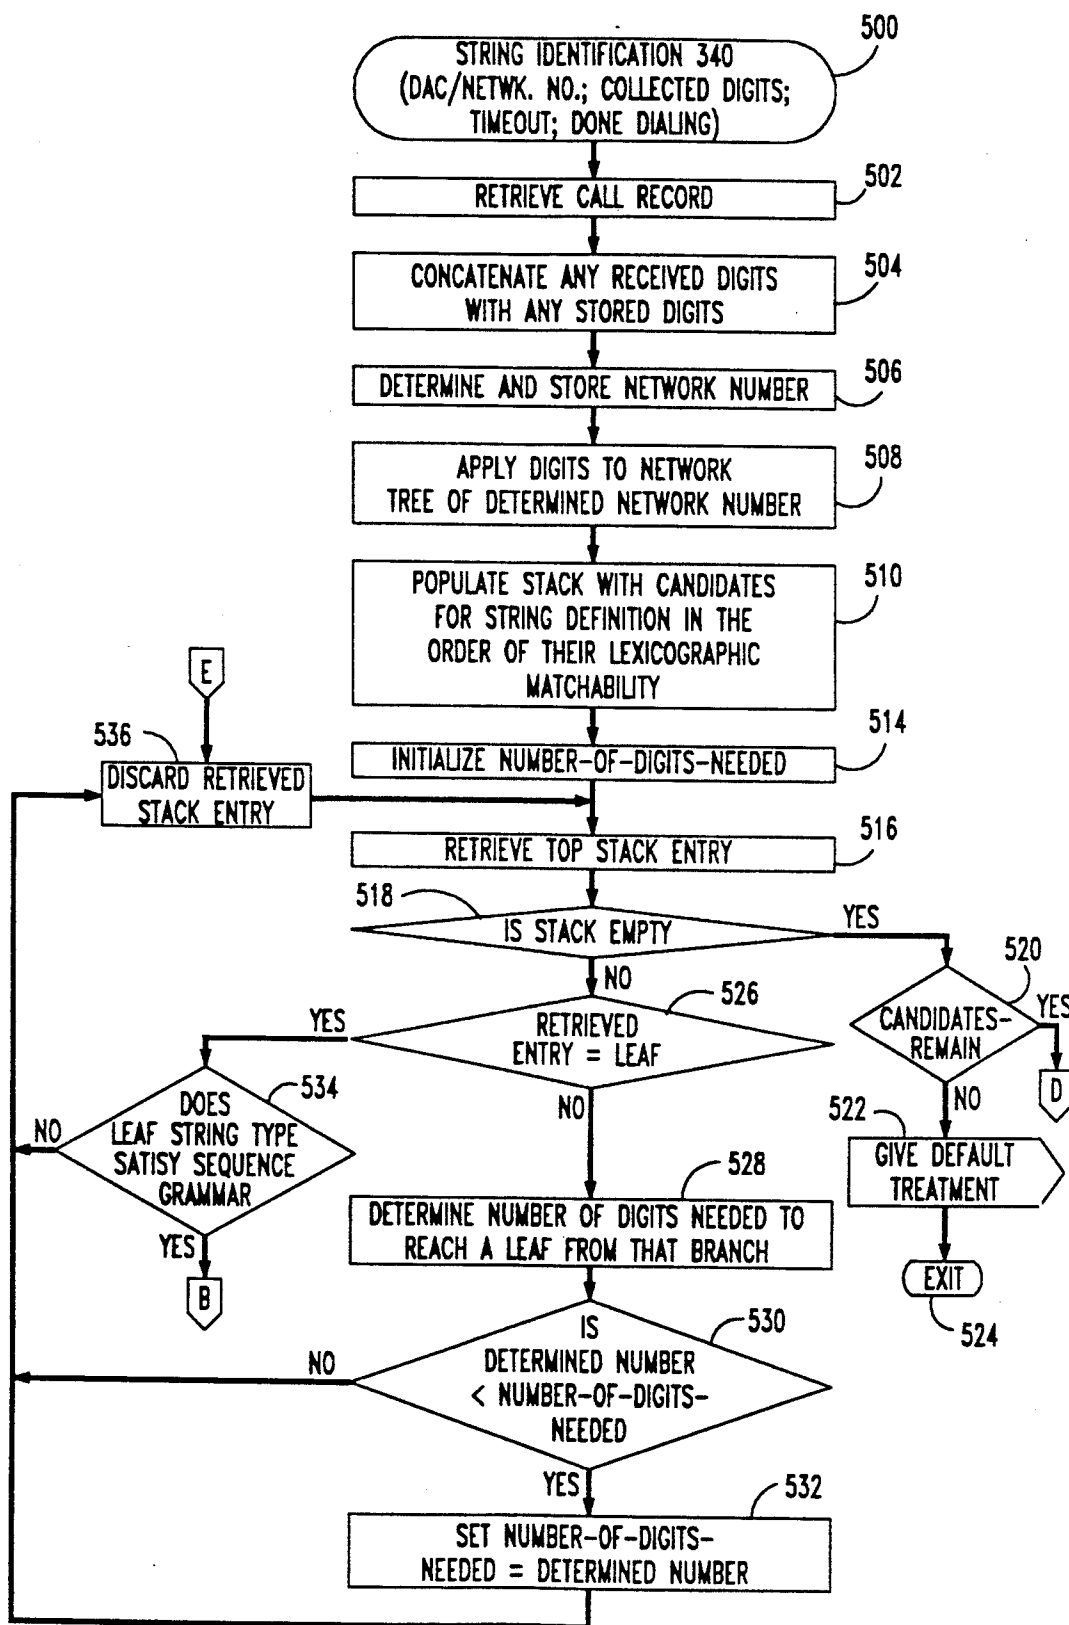 500
STRING IDENTIFICATION 340
(DAC/NETWK. NO.; COLLECTED DIGITS;
TIMEOUT; DONE DIALING)
502
RETRIEVE CALL RECORD
504
CONCATENATE ANY RECEIVED DIGITS
WITH ANY STORED DIGITS
506
DETERMINE AND STORE NETWORK NUMBER
508
APPLY DIGITS TO NETWORK
TREE OF DETERMINED NETWORK NUMBER
510
POPULATE STACK WITH CANDIDATES
FOR STRING DEFINITION IN THE
ORDER OF THEIR LEXICOGRAPHIC
MATCHABILITY
E
514
INITIALIZE NUMBER-OF-DIGITS-NEEDED
536
DISCARD RETRIEVED
STACK ENTRY
516
RETRIEVE TOP STACK ENTRY
518
IS STACK EMPTY
YES
NO
520
CANDIDATES-
REMAIN
YES
D
NO
522
GIVE DEFAULT
TREATMENT
EXIT
524
526
RETRIEVED
ENTRY = LEAF
YES
NO
534
DOES
LEAF STRING TYPE
SATISY SEQUENCE
GRAMMAR
NO
YES
B
528
DETERMINE NUMBER OF DIGITS NEEDED TO
REACH A LEAF FROM THAT BRANCH
530
IS
DETERMINED NUMBER
< NUMBER-OF-DIGITS-
NEEDED
NO
YES
532
SET NUMBER-OF-DIGITS-
NEEDED = DETERMINED NUMBER